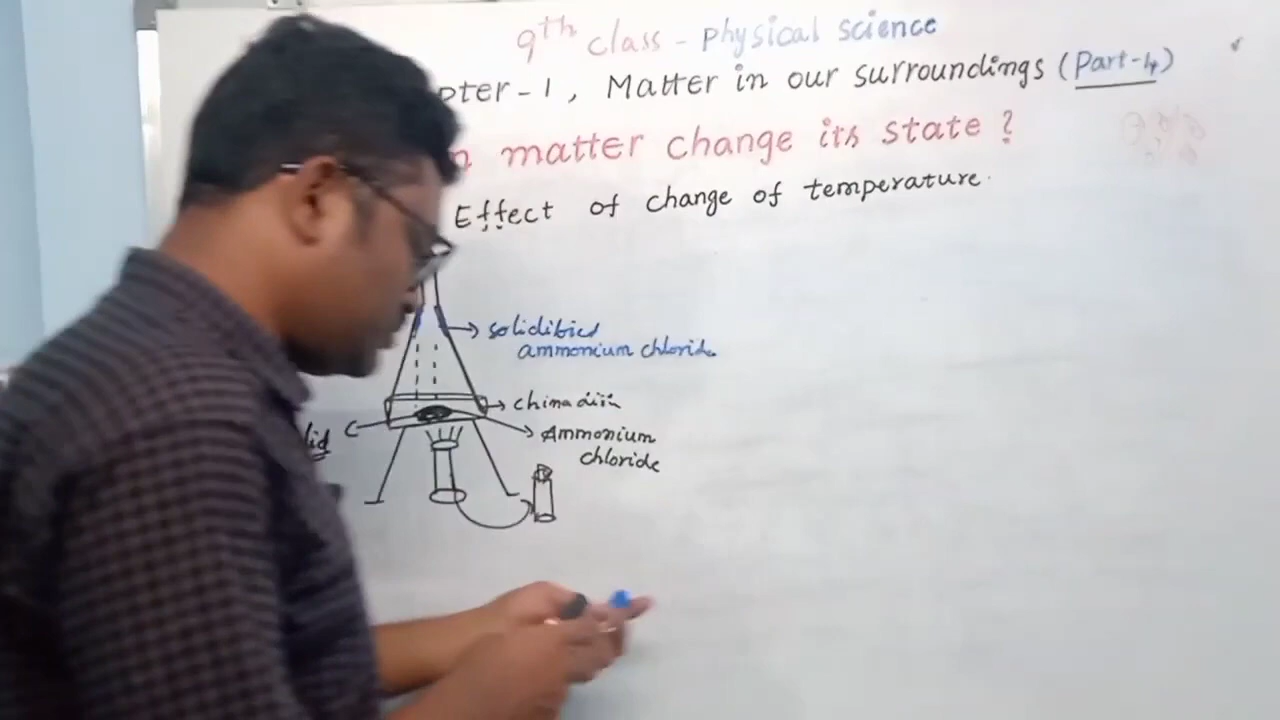 9th class - Physical science
pter - 1, Matter in our surroundings (Part-4)
matter change its state ?
Effect of change of temperature.
solidified
ammonium chloride
china dish
lid
Ammonium
chloride